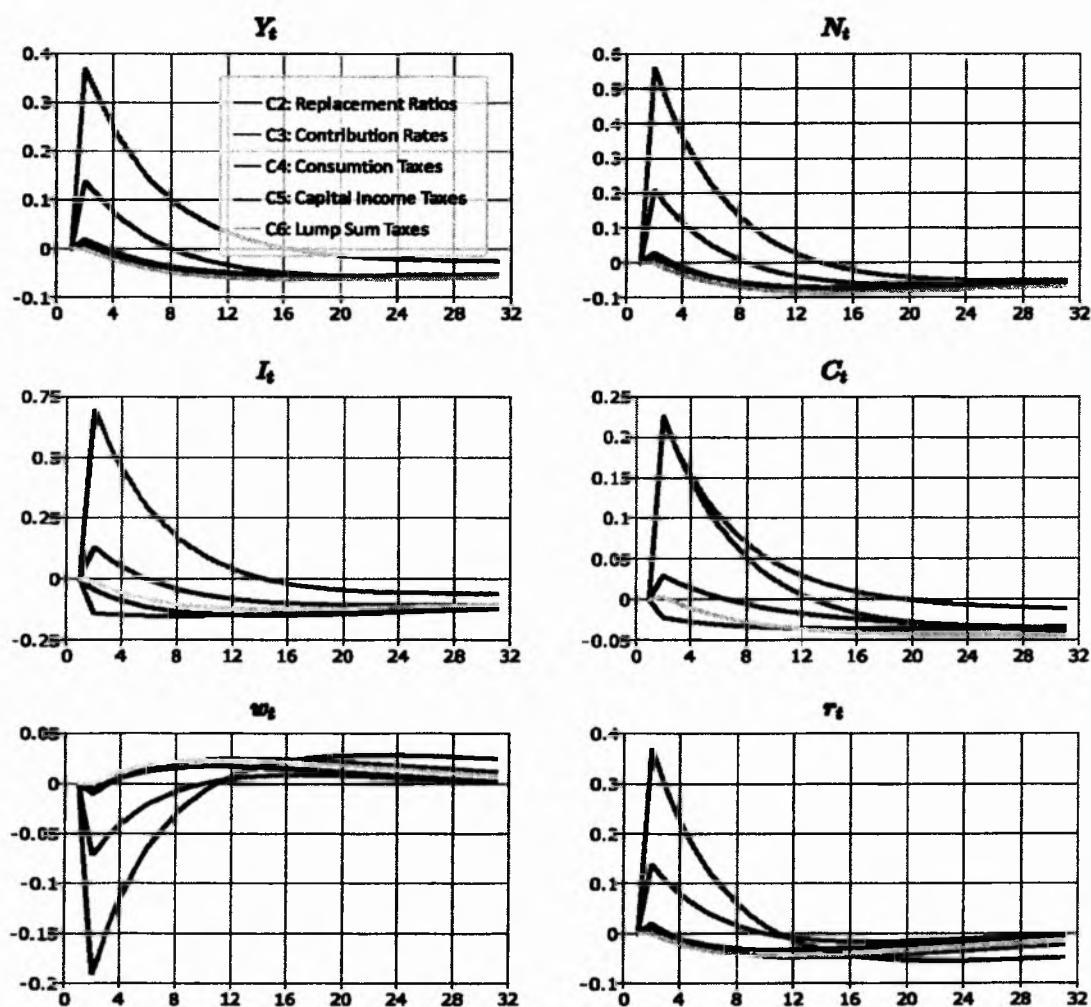 Y_t
0.4
0.3
0.2
0.1
0
-0.1
0 4 8 12 16 20 24 28 32
C2: Replacement Ratios
C3: Contribution Rates
C4: Consumtion Taxes
C5: Capital Income Taxes
C6: Lump Sum Taxes
N_t
0.6
0.5
0.4
0.3
0.2
0.1
0
-0.1
0 4 8 12 16 20 24 28 32
I_t
0.75
0.5
0.25
0
-0.25
0 4 8 12 16 20 24 28 32
C_t
0.25
0.2
0.15
0.1
0.05
0
-0.05
0 4 8 12 16 20 24 28 32
w_t
0.05
0
-0.05
-0.1
-0.15
-0.2
0 4 8 12 16 20 24 28 32
r_t
0.4
0.3
0.2
0.1
0
-0.1
0 4 8 12 16 20 24 28 32